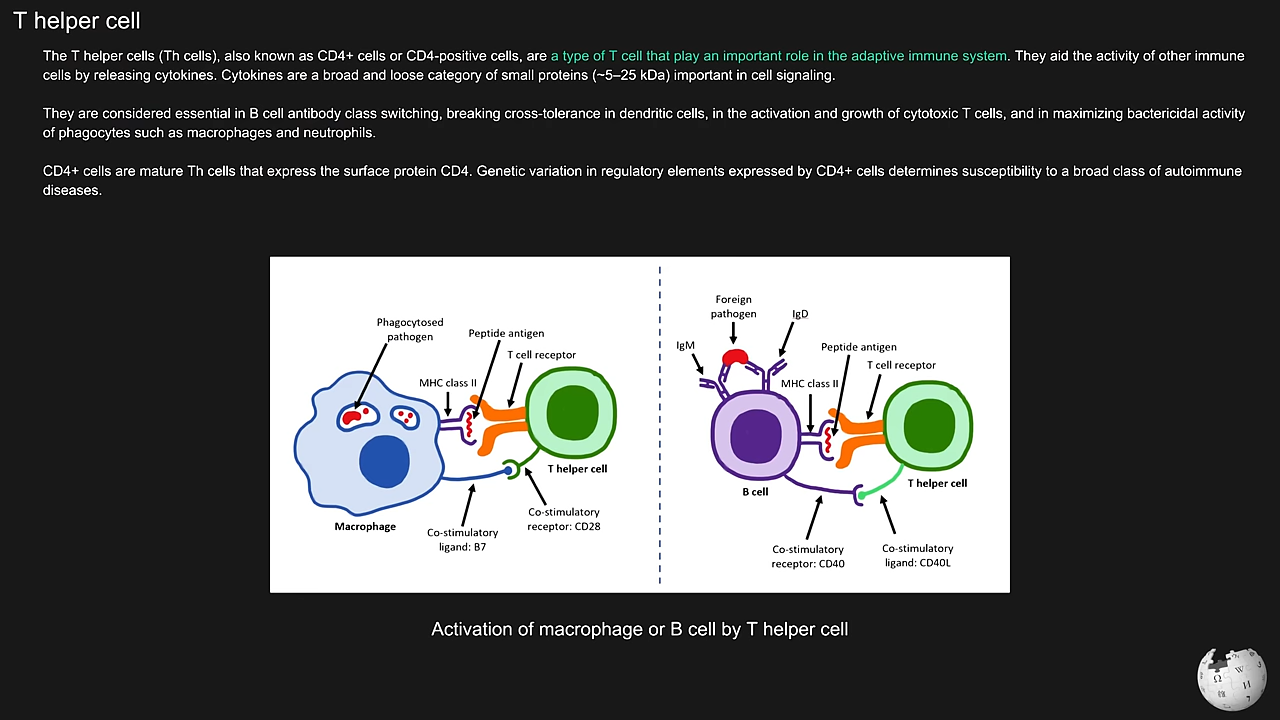 T helper cell
The T helper cells (Th cells), also known as CD4+ cells or CD4-positive cells, are a type of T cell that play an important role in the adaptive immune system. They aid the activity of other immune
cells by releasing cytokines. Cytokines are a broad and loose category of small proteins (~5–25 kDa) important in cell signaling.
They are considered essential in B cell antibody class switching, breaking cross-tolerance in dendritic cells, in the activation and growth of cytotoxic T cells, and in maximizing bactericidal activity
of phagocytes such as macrophages and neutrophils.
CD4+ cells are mature Th cells that express the surface protein CD4. Genetic variation in regulatory elements expressed by CD4+ cells determines susceptibility to a broad class of autoimmune
diseases.
Phagocytosed
pathogen
Peptide antigen
T cell receptor
MHC class II
T helper cell
Macrophage
Co-stimulatory
ligand: B7
Co-stimulatory
receptor: CD28
Foreign
pathogen
IgD
IgM
Peptide antigen
T cell receptor
MHC class II
B cell
T helper cell
Co-stimulatory
receptor: CD40
Co-stimulatory
ligand: CD40L
Activation of macrophage or B cell by T helper cell
Ω W И 7